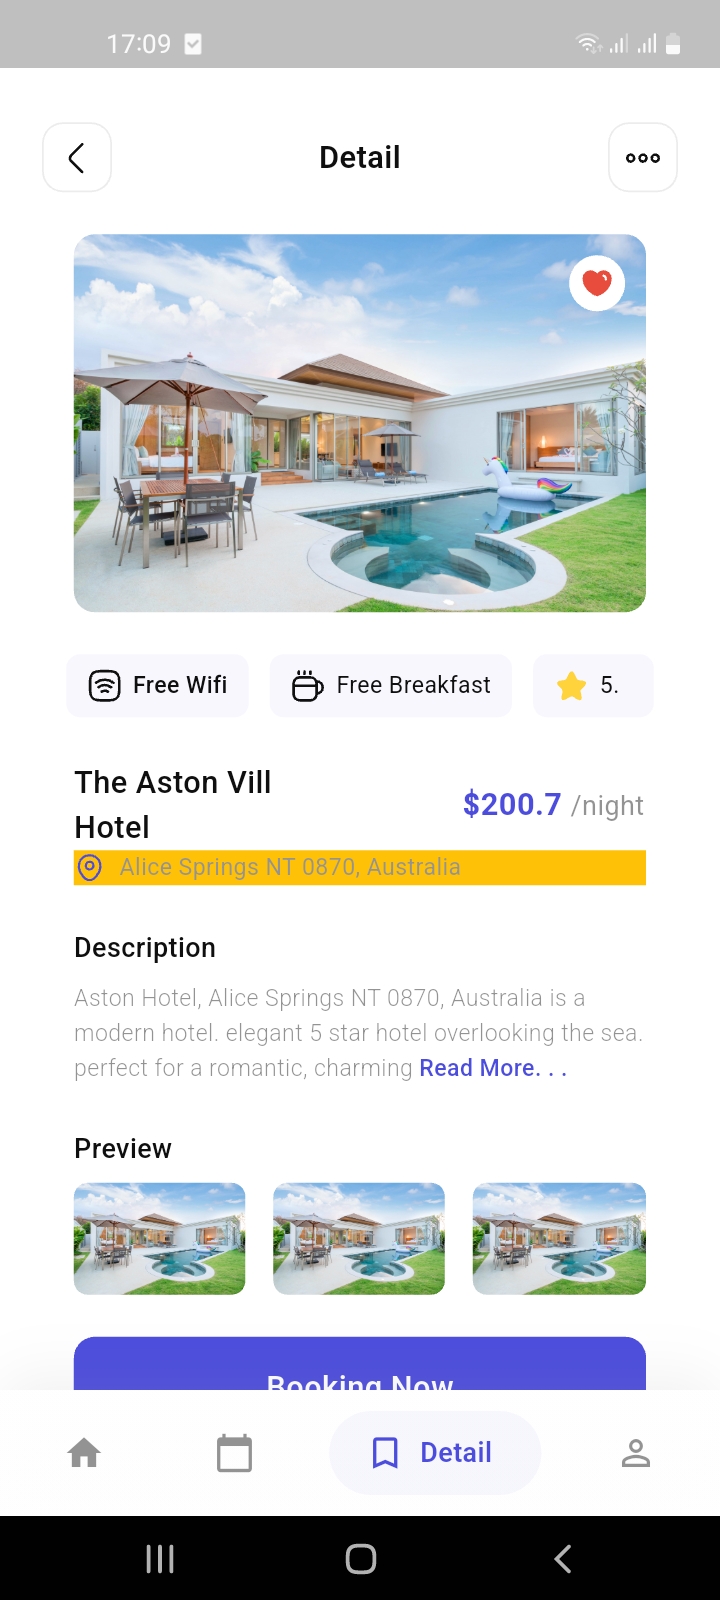 17:09
Detail
Free Wifi
Free Breakfast
5.
The Aston Vill
Hotel
$200.7 /night
Alice Springs NT 0870, Australia
Description
Aston Hotel, Alice Springs NT 0870, Australia is a
modern hotel. elegant 5 star hotel overlooking the sea.
perfect for a romantic, charming Read More. . .
Preview
Booking Now
Detail